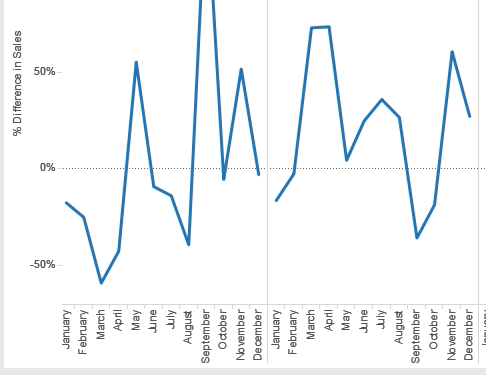 % Difference in Sales
50%
0%
-50%
January
February
March
April
May
June
July
August
September
October
November
December
January
February
March
April
May
June
July
August
September
October
November
December